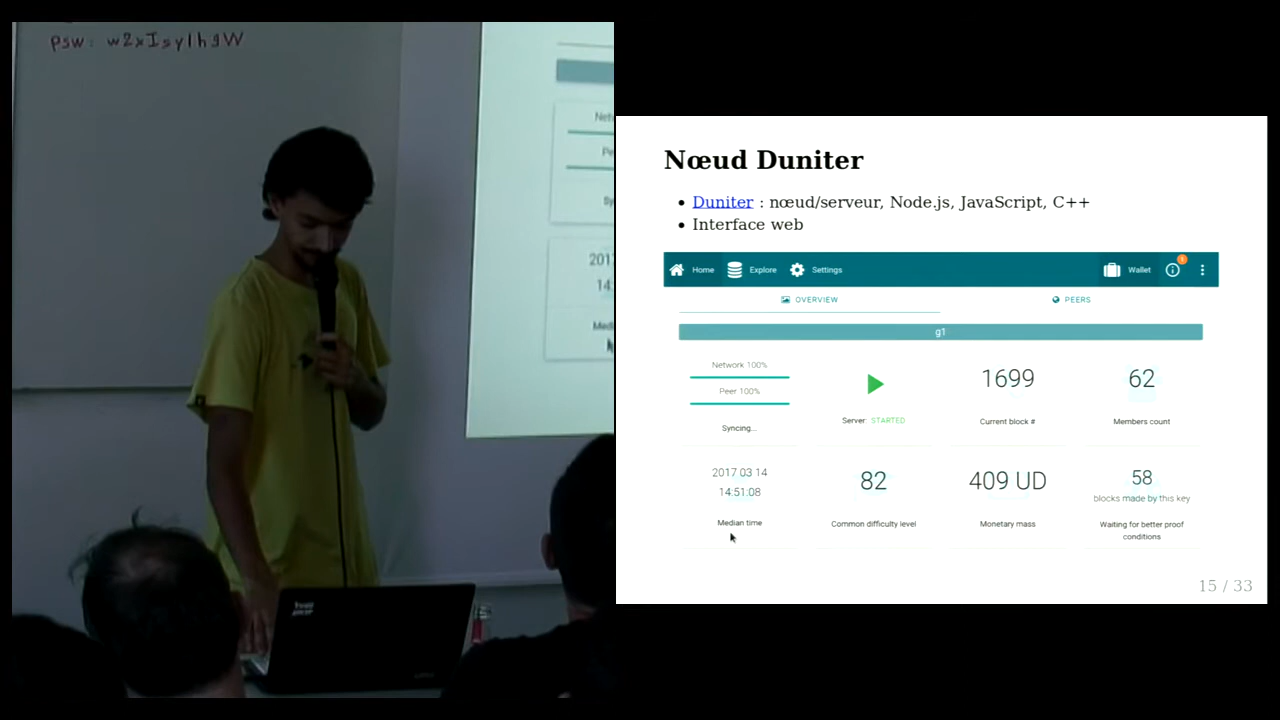 psw: w2xIsylhgW
Nœud Duniter
• Duniter : nœud/serveur, Node.js, JavaScript, C++
• Interface web
Home Explore Settings Wallet 1
OVERVIEW PEERS
g1
Network 100%
Peer 100%
Syncing...
Server: STARTED
1699
Current block #
62
Members count
2017 03 14
14:51:08
Median time
82
Common difficulty level
409 UD
Monetary mass
58
blocks made by this key
Waiting for better proof
conditions
15 / 33